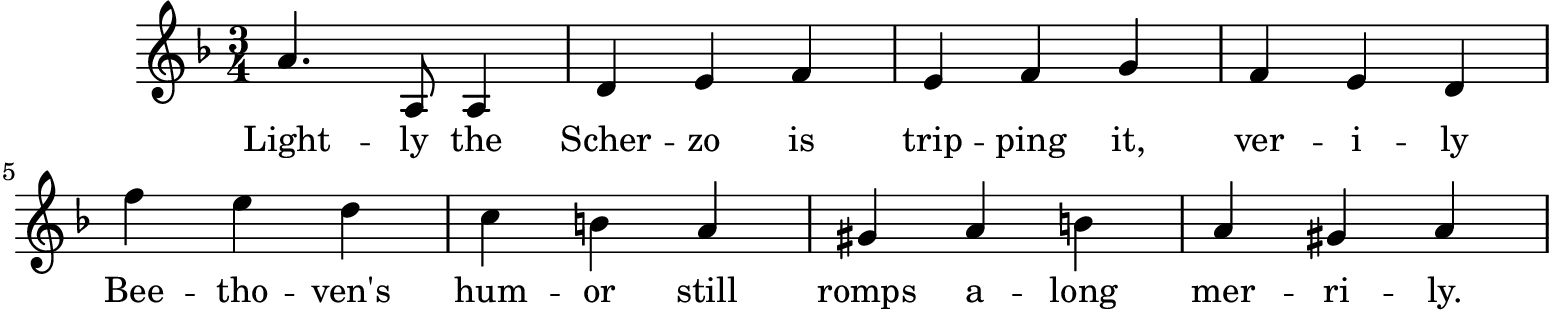 3
4
Light - ly the Scher - zo is trip - ping it, ver - i - ly
5
Bee - tho - ven's hum - or still romps a - long mer - ri - ly.